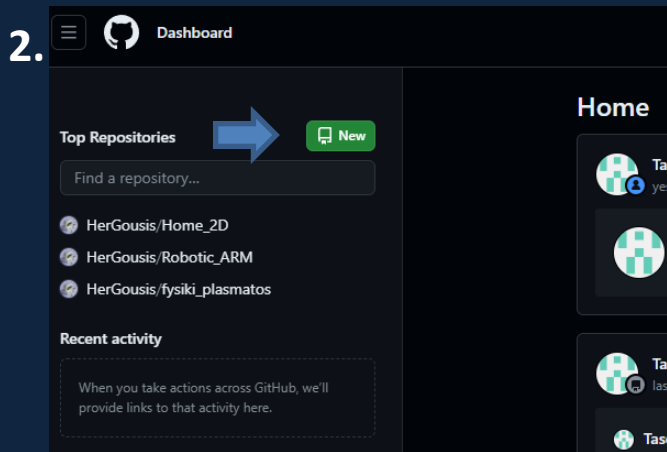 2.
Dashboard
Top Repositories
New
Find a repository...
HerGousis/Home_2D
HerGousis/Robotic_ARM
HerGousis/fysiki_plasmatos
Recent activity
When you take actions across GitHub, we'll
provide links to that activity here.
Home